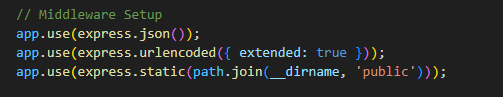 // Middleware Setup
app.use(express.json());
app.use(express.urlencoded({ extended: true }));
app.use(express.static(path.join(__dirname, 'public')));